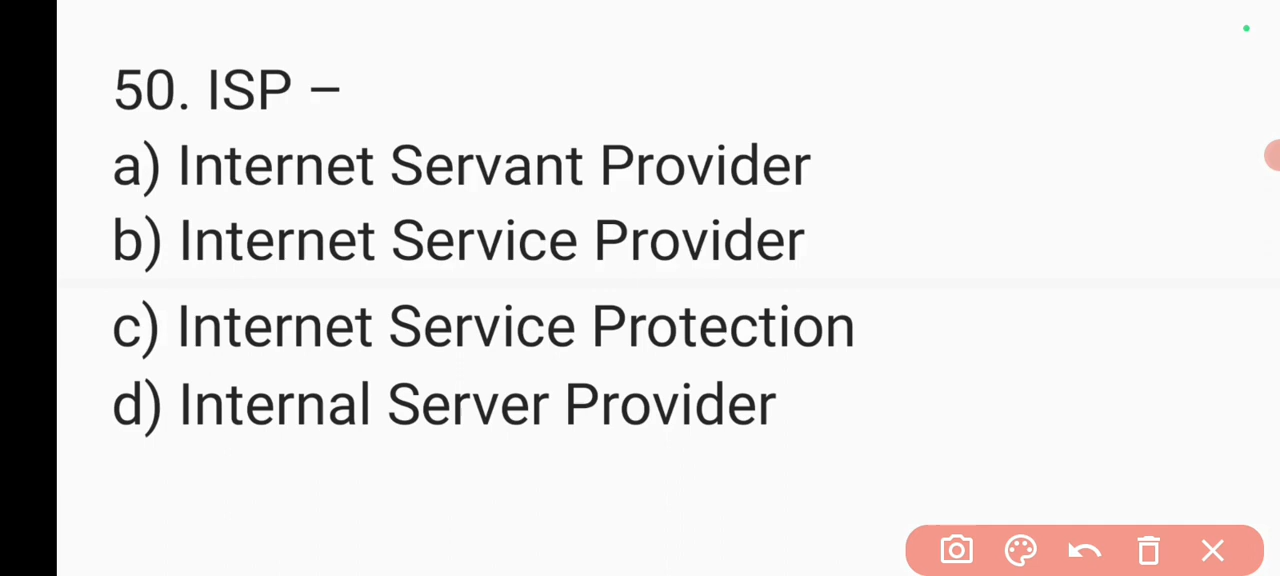 50. ISP –
a) Internet Servant Provider
b) Internet Service Provider
c) Internet Service Protection
d) Internal Server Provider